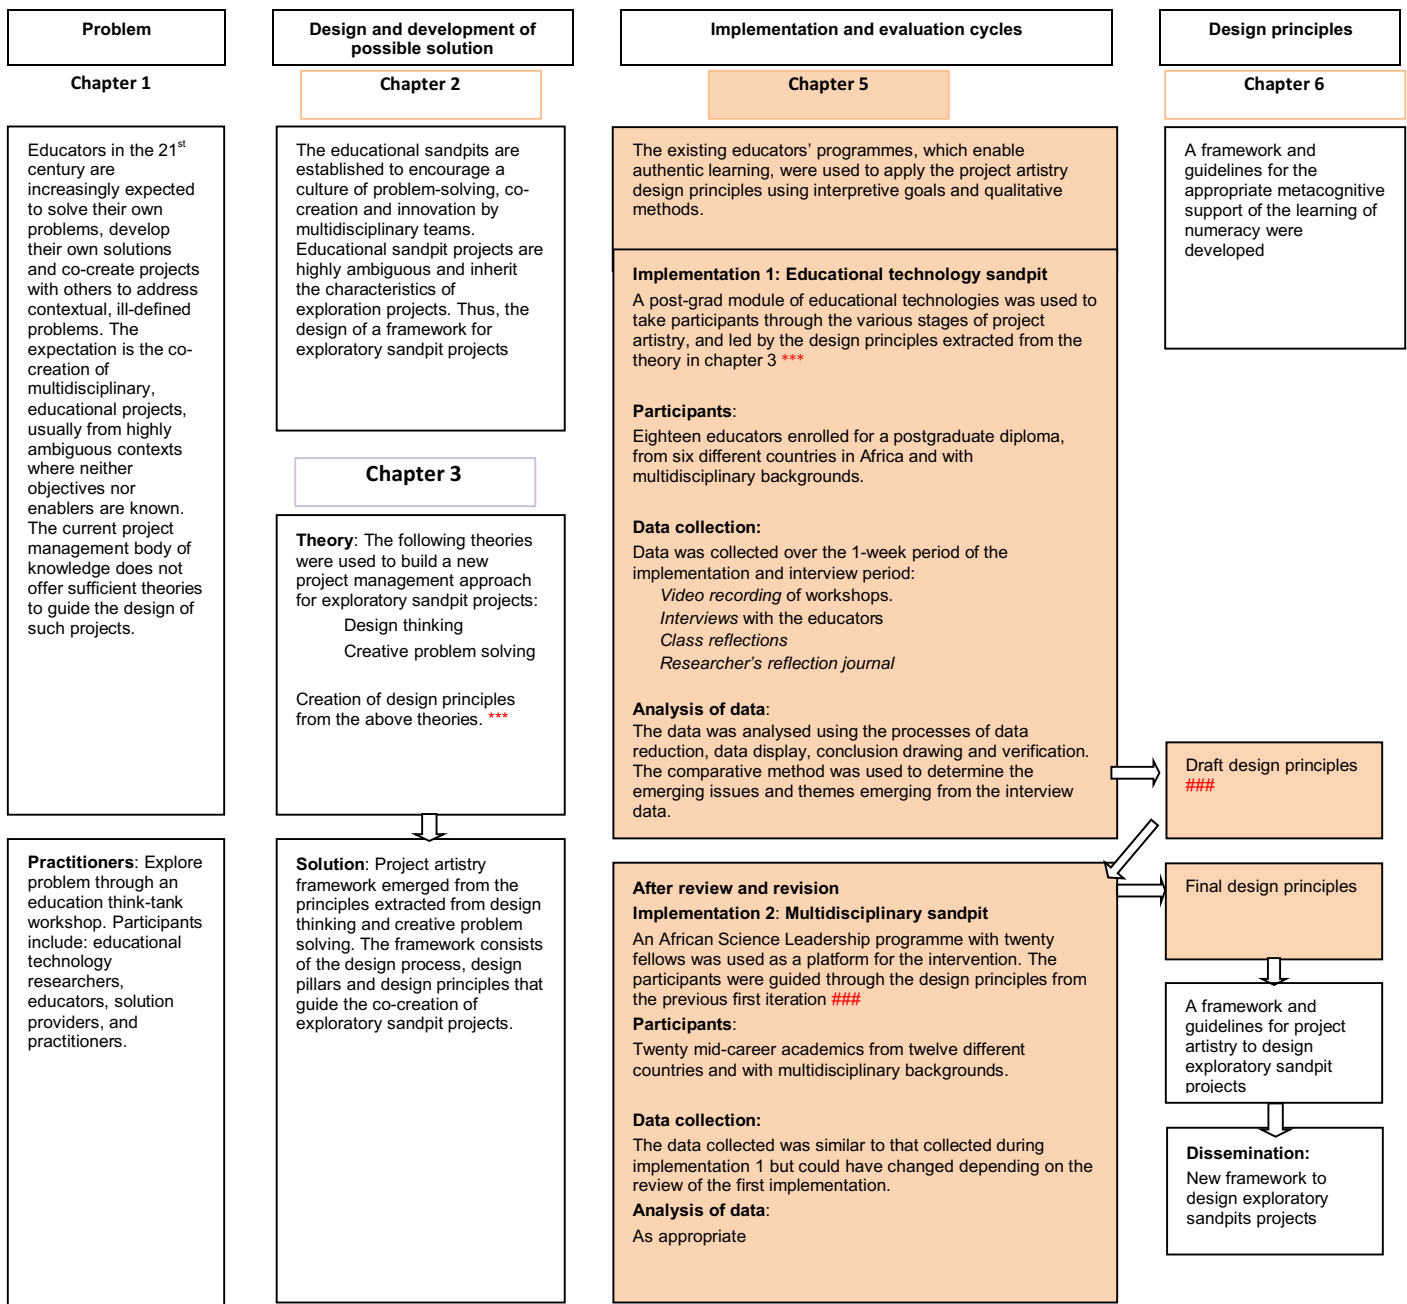 Problem
Chapter 1
Educators in the 21st
century are
increasingly expected
to solve their own
problems, develop
their own solutions
and co-create projects
with others to address
contextual, ill-defined
problems. The
expectation is the co-
creation of
multidisciplinary,
educational projects,
usually from highly
ambiguous contexts
where neither
objectives nor
enablers are known.
The current project
management body of
knowledge does not
offer sufficient theories
to guide the design of
such projects.
Practitioners: Explore
problem through an
education think-tank
workshop. Participants
include: educational
technology
researchers,
educators, solution
providers, and
practitioners.
Design and development of
possible solution
Chapter 2
The educational sandpits are
established to encourage a
culture of problem-solving, co-
creation and innovation by
multidisciplinary teams.
Educational sandpit projects are
highly ambiguous and inherit
the characteristics of
exploration projects. Thus, the
design of a framework for
exploratory sandpit projects
Chapter 3
Theory: The following theories
were used to build a new
project management approach
for exploratory sandpit projects:
Design thinking
Creative problem solving
Creation of design principles
from the above theories. ***
Solution: Project artistry
framework emerged from the
principles extracted from design
thinking and creative problem
solving. The framework consists
of the design process, design
pillars and design principles that
guide the co-creation of
exploratory sandpit projects.
Implementation and evaluation cycles
Chapter 5
The existing educators' programmes, which enable
authentic learning, were used to apply the project artistry
design principles using interpretive goals and qualitative
methods.
Implementation 1: Educational technology sandpit
A post-grad module of educational technologies was used to
take participants through the various stages of project
artistry, and led by the design principles extracted from the
theory in chapter 3 ***
Participants:
Eighteen educators enrolled for a postgraduate diploma,
from six different countries in Africa and with
multidisciplinary backgrounds.
Data collection:
Data was collected over the 1-week period of the
implementation and interview period:
Video recording of workshops.
Interviews with the educators
Class reflections
Researcher's reflection journal
Analysis of data:
The data was analysed using the processes of data
reduction, data display, conclusion drawing and verification.
The comparative method was used to determine the
emerging issues and themes emerging from the interview
data.
After review and revision
Implementation 2: Multidisciplinary sandpit
An African Science Leadership programme with twenty
fellows was used as a platform for the intervention. The
participants were guided through the design principles from
the previous first iteration ###
Participants:
Twenty mid-career academics from twelve different
countries and with multidisciplinary backgrounds.
Data collection:
The data collected was similar to that collected during
implementation 1 but could have changed depending on the
review of the first implementation.
Analysis of data:
As appropriate
Design principles
Chapter 6
A framework and
guidelines for the
appropriate metacognitive
support of the learning of
numeracy were
developed
Draft design principles
###
Final design principles
A framework and
guidelines for project
artistry to design
exploratory sandpit
projects
Dissemination:
New framework to
design exploratory
sandpits projects